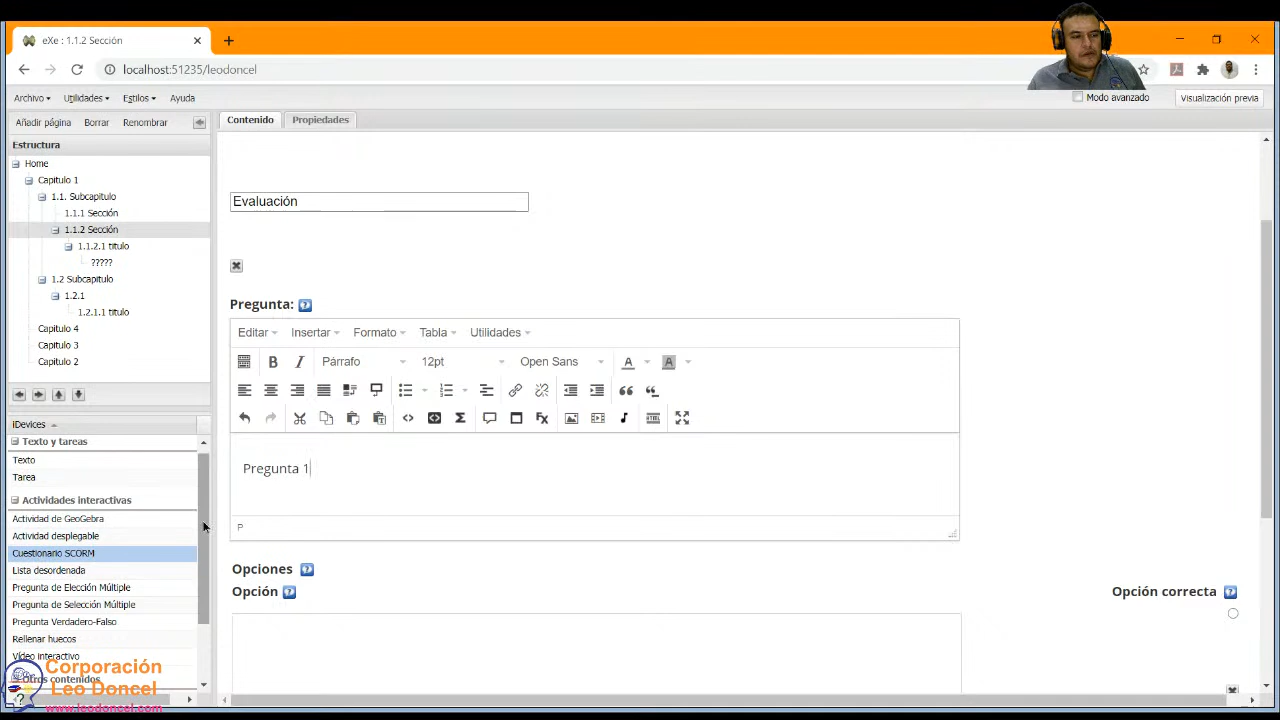 eXe : 1.1.2 Sección
localhost:51235/leodoncel
Archivo Utilidades Estilos Ayuda
Modo avanzado
Visualización previa
Añadir página Borrar Renombrar
Contenido Propiedades
Estructura
Home
Capitulo 1
1.1. Subcapitulo
1.1.1 Sección
1.1.2 Sección
1.1.2.1 titulo
?????
1.2 Subcapitulo
1.2.1
1.2.1.1 titulo
Capitulo 4
Capitulo 3
Capitulo 2
iDevices
Texto y tareas
Texto
Tarea
Actividades interactivas
Actividad de GeoGebra
Actividad desplegable
Cuestionario SCORM
Lista desordenada
Pregunta de Elección Múltiple
Pregunta de Selección Múltiple
Pregunta Verdadero-Falso
Rellenar huecos
Vídeo interactivo
Otros contenidos
Corporación
Leo Doncel
www.leodoncel.com
Evaluación
Pregunta:
Editar Insertar Formato Tabla Utilidades
Párrafo 12pt Open Sans
Pregunta 1
P
Opciones
Opción
Opción correcta